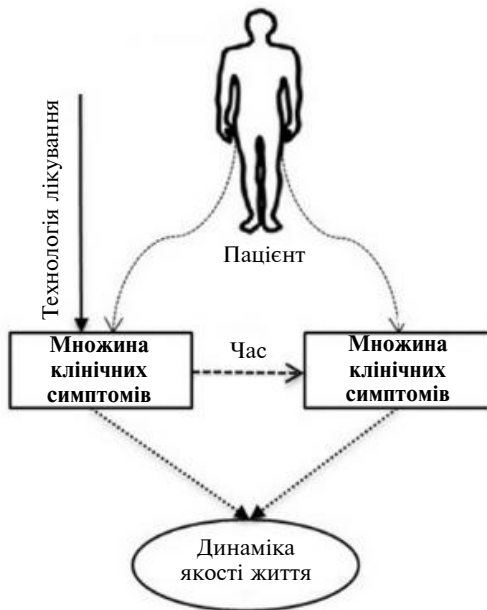 Технологія лікування
Пацієнт
Множина
клінічних
симптомів
Час
Множина
клінічних
симптомів
Динаміка
якості життя